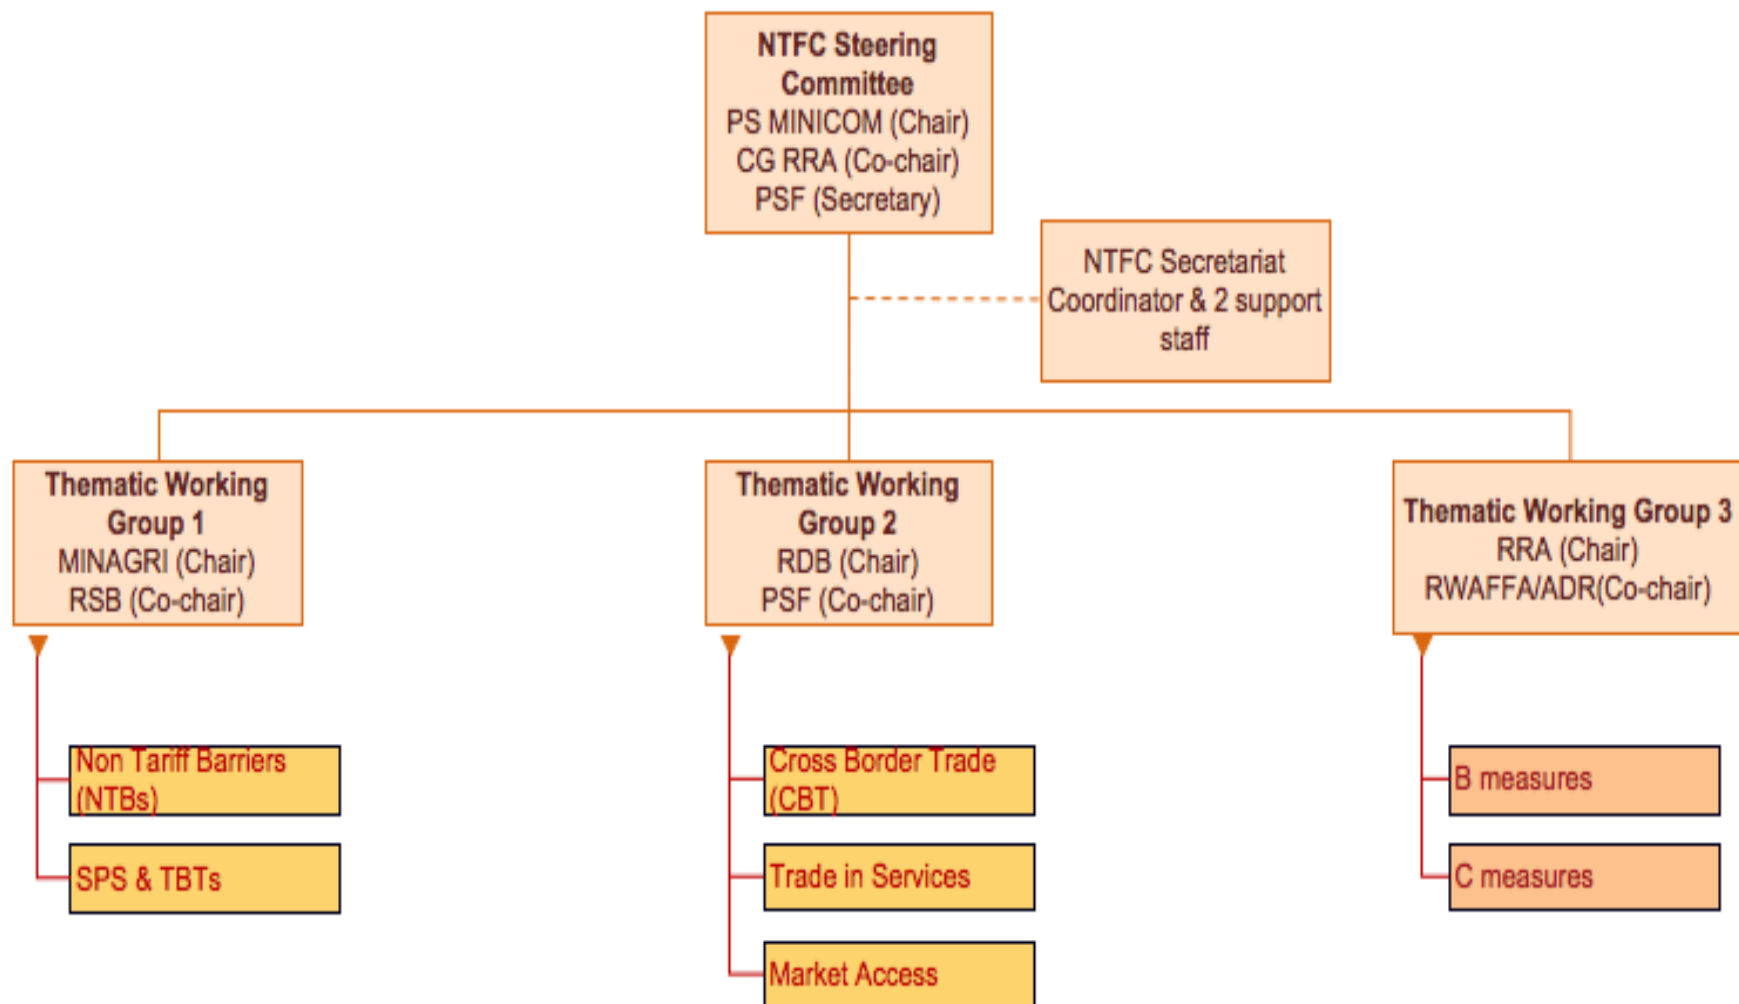 NTFC Steering
Committee
PS MINICOM (Chair)
CG RRA (Co-chair)
PSF (Secretary)
NTFC Secretariat
Coordinator & 2 support
staff
Thematic Working
Group 1
MINAGRI (Chair)
RSB (Co-chair)
Thematic Working
Group 2
RDB (Chair)
PSF (Co-chair)
Thematic Working Group 3
RRA (Chair)
RWAFFA/ADR(Co-chair)
Non Tariff Barriers
(NTBs)
SPS & TBTs
Cross Border Trade
(CBT)
Trade in Services
Market Access
B measures
C measures